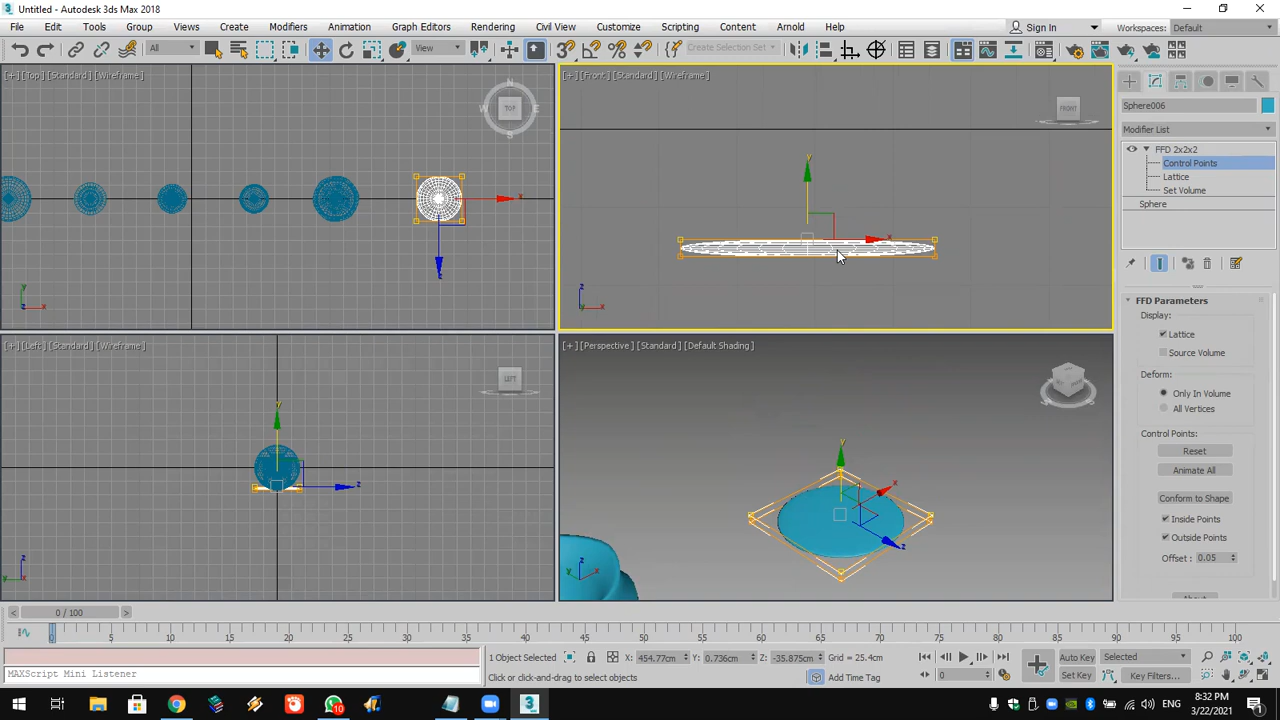 Untitled - Autodesk 3ds Max 2018
File Edit Tools Group Views Create Modifiers Animation Graph Editors Rendering Civil View Customize Scripting Content Arnold Help
Sign In Workspaces: Default
All View Create Selection Set
[+] [Top] [Standard] [Wireframe]
[+] [Front] [Standard] [Wireframe]
N
W TOP E
S
FRONT
x
y
x
z
y
x
z
x
y
x
Sphere006
Modifier List
FFD 2x2x2
Control Points
Lattice
Set Volume
Sphere
FFD Parameters
Display:
Lattice
Source Volume
Deform:
Only In Volume
All Vertices
Control Points:
Reset
Animate All
Conform to Shape
Inside Points
Outside Points
Offset : 0.05
[+] [Left] [Standard] [Wireframe]
[+] [Perspective] [Standard] [Default Shading]
LEFT
y
z
z
y
x
y
x
z
z
x
0 / 100
0 5 10 15 20 25 30 35 40 45 50 55 60 65 70 75 80 85 90 95 100
1 Object Selected X: 454.77cm Y: 0.736cm Z: -35.875cm Grid = 25.4cm Auto Key Selected
MAXScript Mini Listener
Click or click-and-drag to select objects Add Time Tag 0 Set Key Key Filters...
10
3
ENG
8:32 PM
3/22/2021